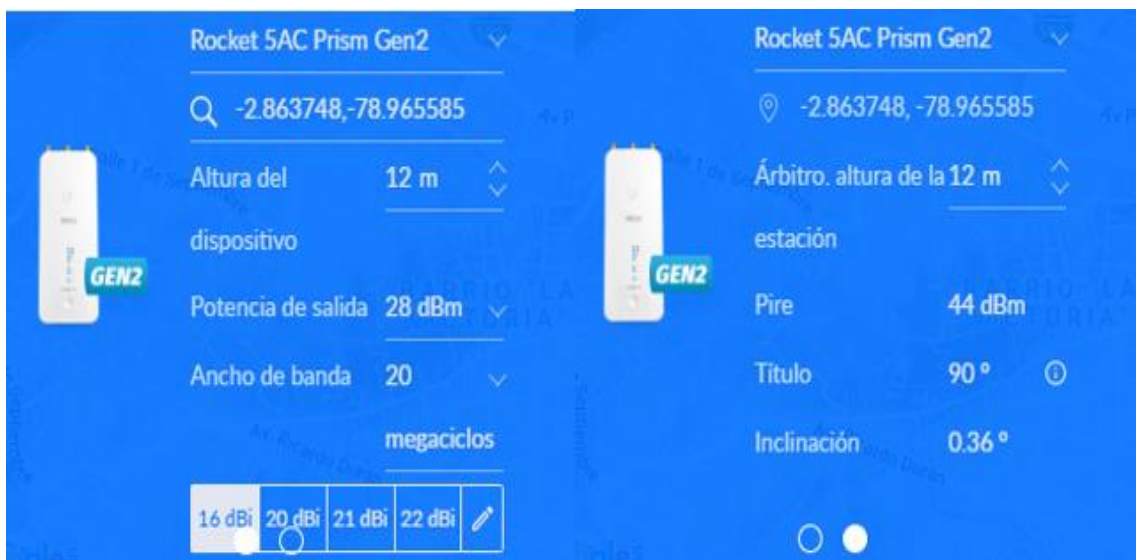 Rocket 5AC Prism Gen2
-2.863748,-78.965585
Altura del 12 m
dispositivo
GEN2
Potencia de salida 28 dBm
Ancho de banda 20
megaciclos
16 dBi 20 dBi 21 dBi 22 dBi
Rocket 5AC Prism Gen2
-2.863748, -78.965585
Árbitro. altura de la 12 m
estación
GEN2
Pire 44 dBm
Título 90 º
Inclinación 0.36 º